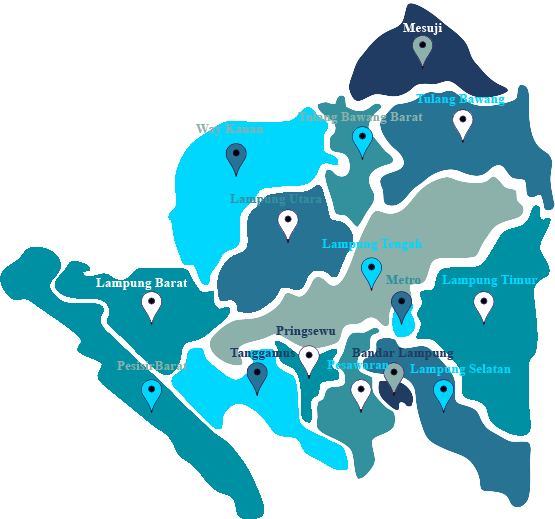 Mesuji
Tulang Bawang
Tulang Bawang Barat
Way Kanan
Lampung Utara
Lampung Tengah
Metro
Lampung Timur
Lampung Barat
Pringsewu
Tanggamus
Bandar Lampung
Pesisir Barat
Pesawaran
Lampung Selatan